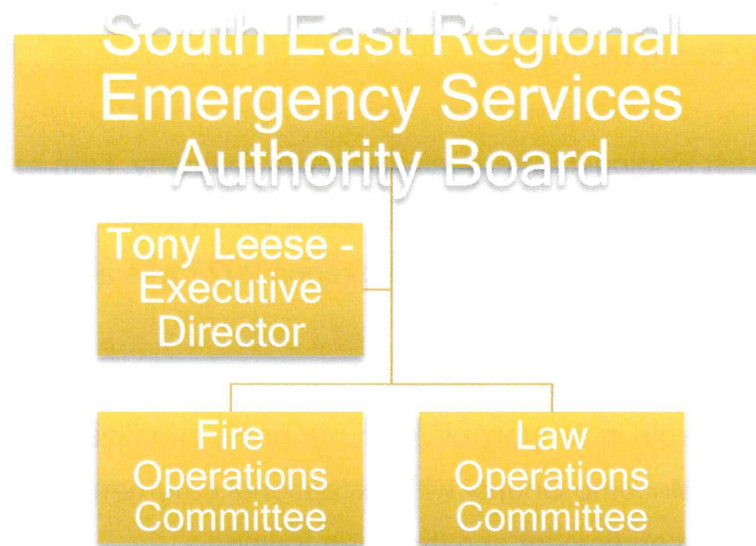 South East Regional
Emergency Services
Authority Board
Tony Leese -
Executive
Director
Fire
Operations
Committee
Law
Operations
Committee